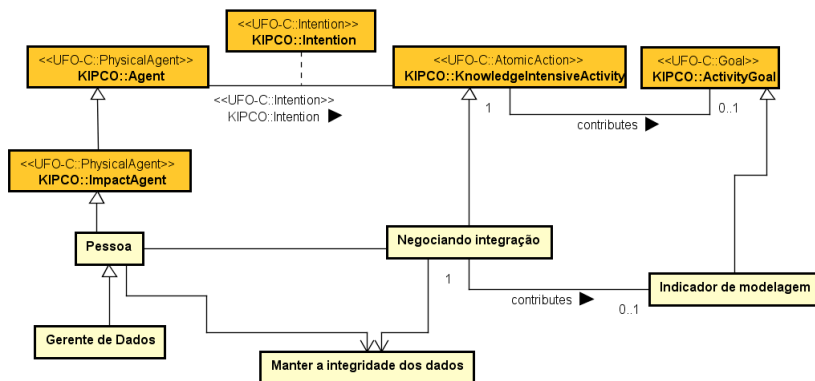 <<UFO-C::Intention>>
KIPCO::Intention
<<UFO-C::PhysicalAgent>>
KIPCO::Agent
<<UFO-C::AtomicAction>>
KIPCO::KnowledgeIntensiveActivity
<<UFO-C::Goal>>
KIPCO::ActivityGoal
<<UFO-C::Intention>>
KIPCO::Intention
1
0..1
contributes
<<UFO-C::PhysicalAgent>>
KIPCO::ImpactAgent
Pessoa
Negociando integração
1
contributes
0..1
Indicador de modelagem
Gerente de Dados
Manter a integridade dos dados